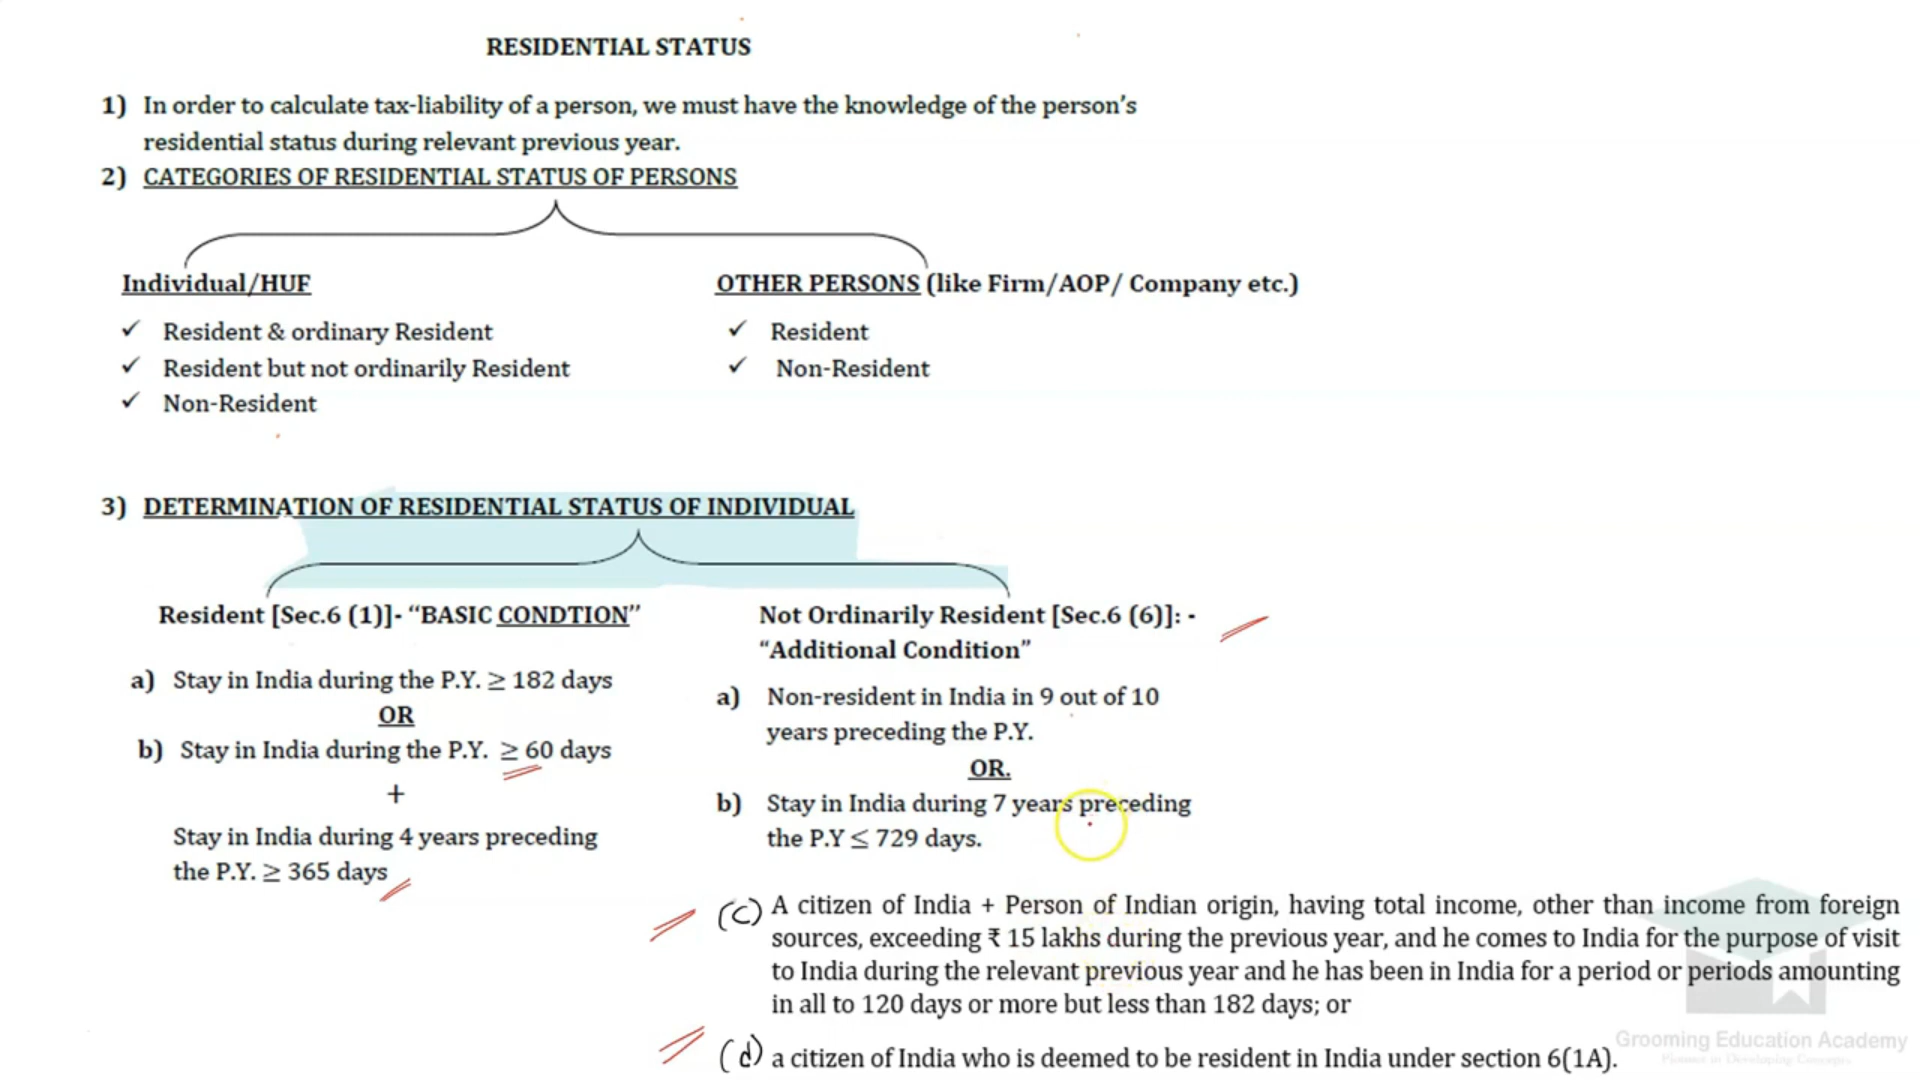 RESIDENTIAL STATUS
1) In order to calculate tax-liability of a person, we must have the knowledge of the person's
residential status during relevant previous year.
2) CATEGORIES OF RESIDENTIAL STATUS OF PERSONS
Individual/HUF
✓ Resident & ordinary Resident
✓ Resident but not ordinarily Resident
✓ Non-Resident
OTHER PERSONS (like Firm/AOP/ Company etc.)
✓ Resident
✓ Non-Resident
3) DETERMINATION OF RESIDENTIAL STATUS OF INDIVIDUAL
Resident [Sec.6 (1)]- “BASIC CONDTION”
a) Stay in India during the P.Y. ≥ 182 days
OR
b) Stay in India during the P.Y. ≥ 60 days
+
Stay in India during 4 years preceding
the P.Y. ≥ 365 days
Not Ordinarily Resident [Sec.6 (6)]: -
“Additional Condition”
a) Non-resident in India in 9 out of 10
years preceding the P.Y.
OR.
b) Stay in India during 7 years preceding
the P.Y ≤ 729 days.
(c) A citizen of India + Person of Indian origin, having total income, other than income from foreign
sources, exceeding ₹ 15 lakhs during the previous year, and he comes to India for the purpose of visit
to India during the relevant previous year and he has been in India for a period or periods amounting
in all to 120 days or more but less than 182 days; or
(d) a citizen of India who is deemed to be resident in India under section 6(1A).
Grooming Education Academy
Pioneer in Developing Concepts